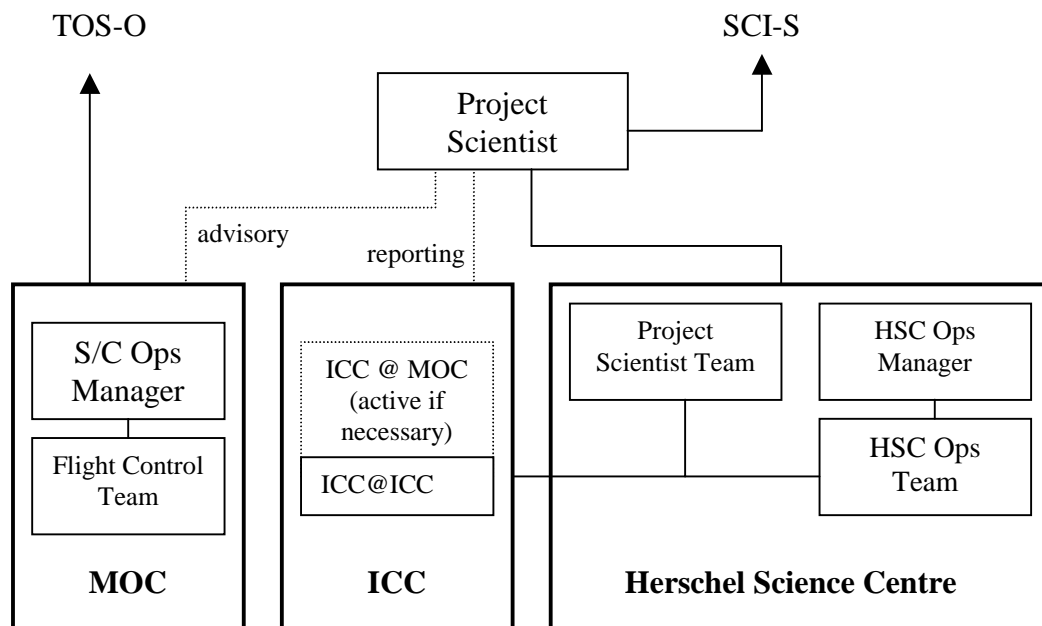 TOS-O
SCI-S
Project
Scientist
advisory
reporting
S/C Ops
Manager
Flight Control
Team
MOC
ICC @ MOC
(active if
necessary)
ICC@ICC
ICC
Project
Scientist Team
HSC Ops
Manager
HSC Ops
Team
Herschel Science Centre